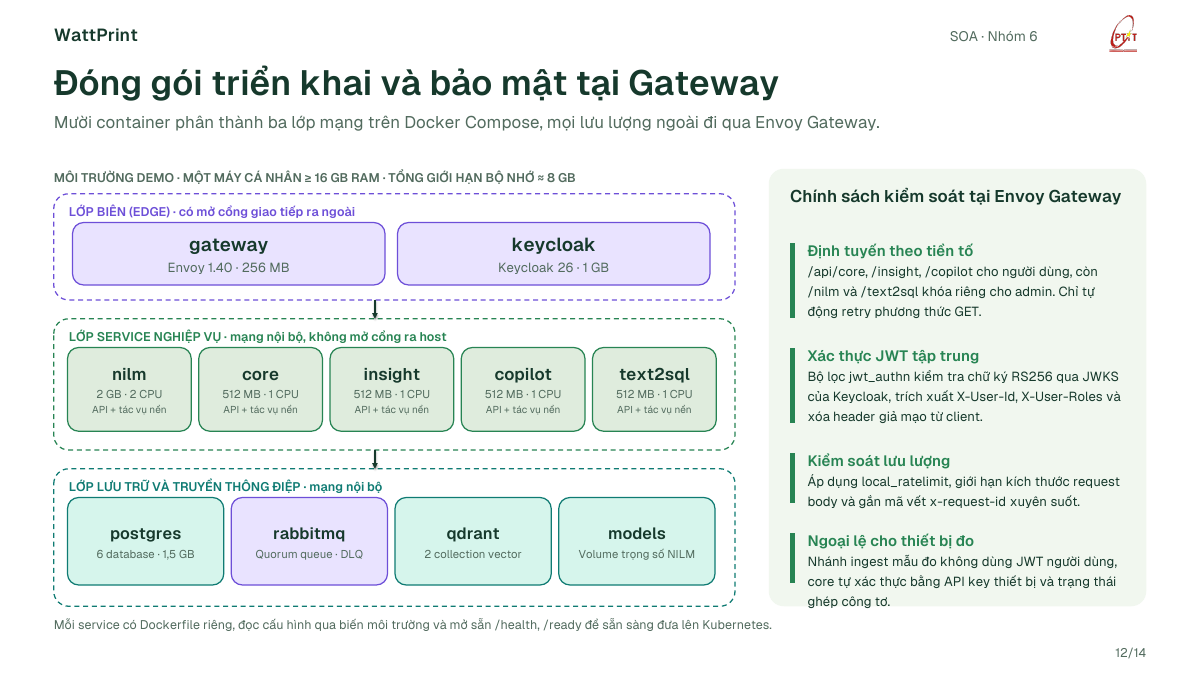 WattPrint
SOA · Nhóm 6
PTIT
Đóng gói triển khai và bảo mật tại Gateway
Mười container phân thành ba lớp mạng trên Docker Compose, mọi lưu lượng ngoài đi qua Envoy Gateway.
MÔI TRƯỜNG DEMO · MỘT MÁY CÁ NHÂN ≥ 16 GB RAM · TỔNG GIỚI HẠN BỘ NHỚ ≈ 8 GB
LỚP BIÊN (EDGE) · có mở cổng giao tiếp ra ngoài
gateway
Envoy 1.40 · 256 MB
keycloak
Keycloak 26 · 1 GB
LỚP SERVICE NGHIỆP VỤ · mạng nội bộ, không mở cổng ra host
nilm
2 GB · 2 CPU
API + tác vụ nền
core
512 MB · 1 CPU
API + tác vụ nền
insight
512 MB · 1 CPU
API + tác vụ nền
copilot
512 MB · 1 CPU
API + tác vụ nền
text2sql
512 MB · 1 CPU
API + tác vụ nền
LỚP LƯU TRỮ VÀ TRUYỀN THÔNG ĐIỆP · mạng nội bộ
postgres
6 database · 1,5 GB
rabbitmq
Quorum queue · DLQ
qdrant
2 collection vector
models
Volume trọng số NILM
Mỗi service có Dockerfile riêng, đọc cấu hình qua biến môi trường và mở sẵn /health, /ready để sẵn sàng đưa lên Kubernetes.
Chính sách kiểm soát tại Envoy Gateway
Định tuyến theo tiền tố
/api/core, /insight, /copilot cho người dùng, còn
/nilm và /text2sql khóa riêng cho admin. Chỉ tự
động retry phương thức GET.
Xác thực JWT tập trung
Bộ lọc jwt_authn kiểm tra chữ ký RS256 qua JWKS
của Keycloak, trích xuất X-User-Id, X-User-Roles và
xóa header giả mạo từ client.
Kiểm soát lưu lượng
Áp dụng local_ratelimit, giới hạn kích thước request
body và gắn mã vết x-request-id xuyên suốt.
Ngoại lệ cho thiết bị đo
Nhánh ingest mẫu đo không dùng JWT người dùng,
core tự xác thực bằng API key thiết bị và trạng thái
ghép công tơ.
12/14